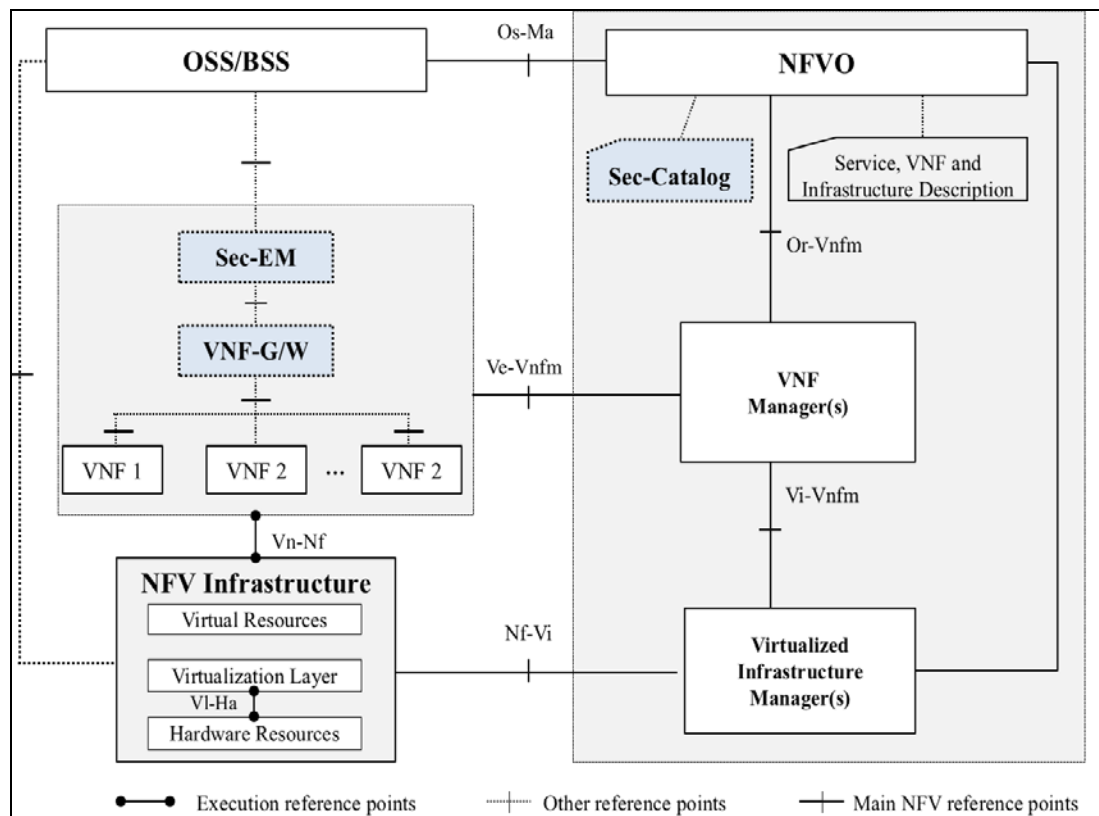 Os-Ma
OSS/BSS
NFVO
Sec-Catalog
Service, VNF and
Infrastructure Description
Sec-EM
Or-Vnfm
VNF-G/W
Ve-Vnfm
VNF
Manager(s)
VNF 1
VNF 2
...
VNF 2
Vi-Vnfm
Vn-Nf
NFV Infrastructure
Virtual Resources
Nf-Vi
Virtualized
Infrastructure
Manager(s)
Virtualization Layer
Vl-Ha
Hardware Resources
Execution reference points
Other reference points
Main NFV reference points